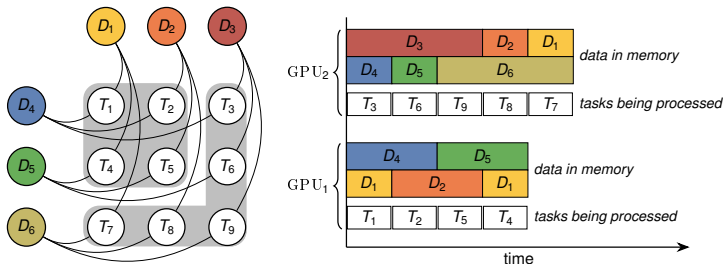 D1 D2 D3
D4 T1 T2 T3
D5 T4 T5 T6
D6 T7 T8 T9
D3 D2 D1
data in memory
GPU2
D4 D5 D6
T3 T6 T9 T8 T7
tasks being processed
D4 D5
data in memory
GPU1
D1 D2 D1
T1 T2 T5 T4
tasks being processed
time